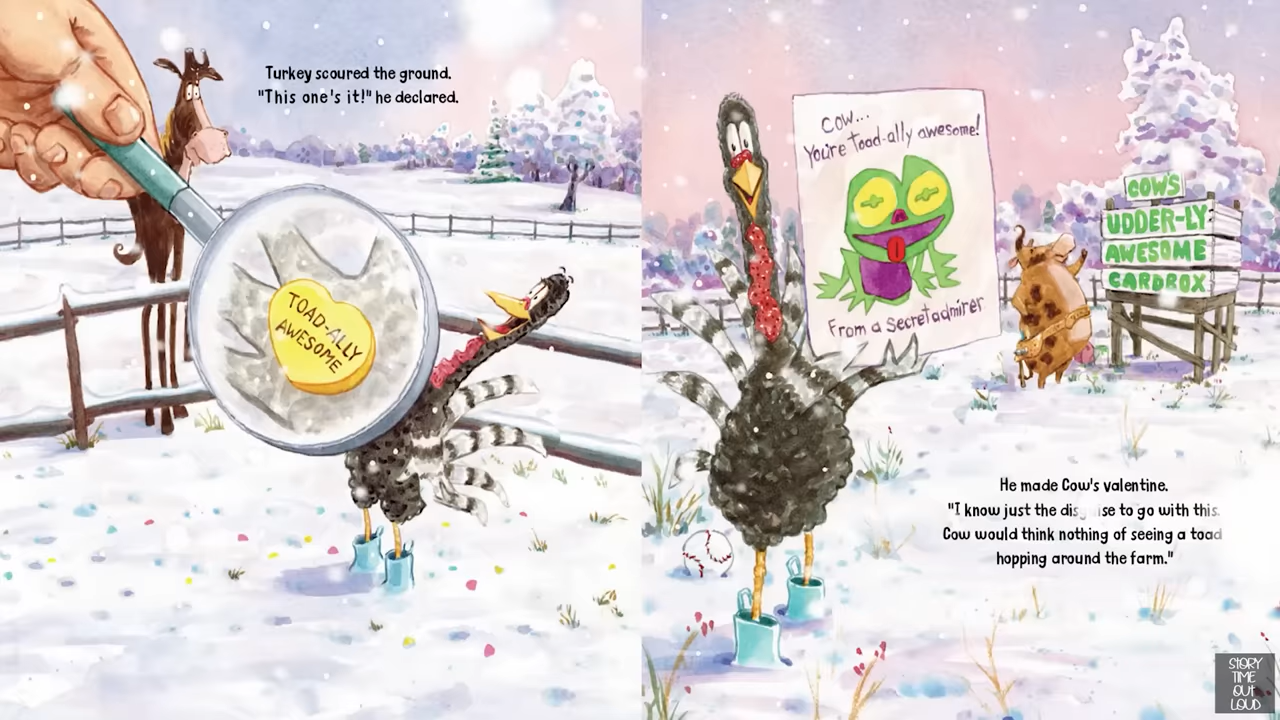 Turkey scoured the ground.
"This one's it!" he declared.
TOAD-ALLY
AWESOME
Cow...
You're Toad-ally awesome!
From a Secret admirer
COW'S
UDDER-LY
AWESOME
CARDBOX
He made Cow's valentine.
"I know just the to go with this.
Cow would think nothing of seeing a toad
hopping around the farm."
STORY
TIME
OUT
LOUD